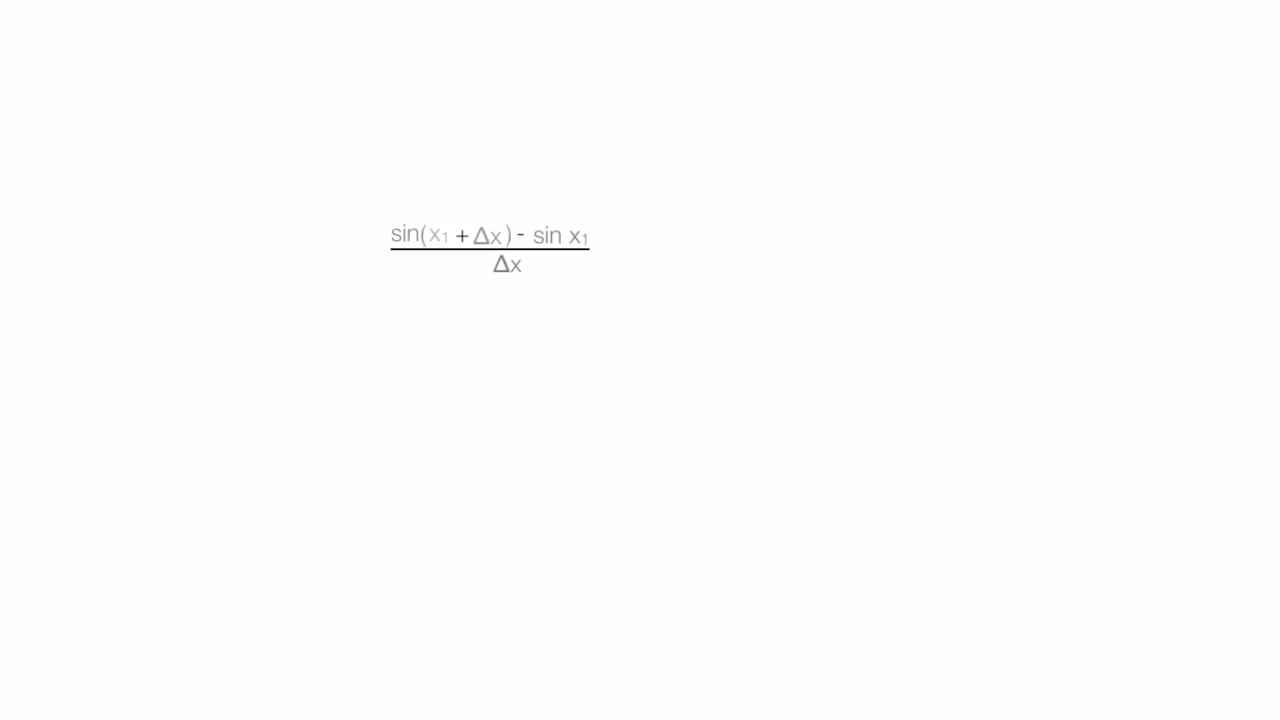 sin(x₁ + Δx) - sin x₁
Δx